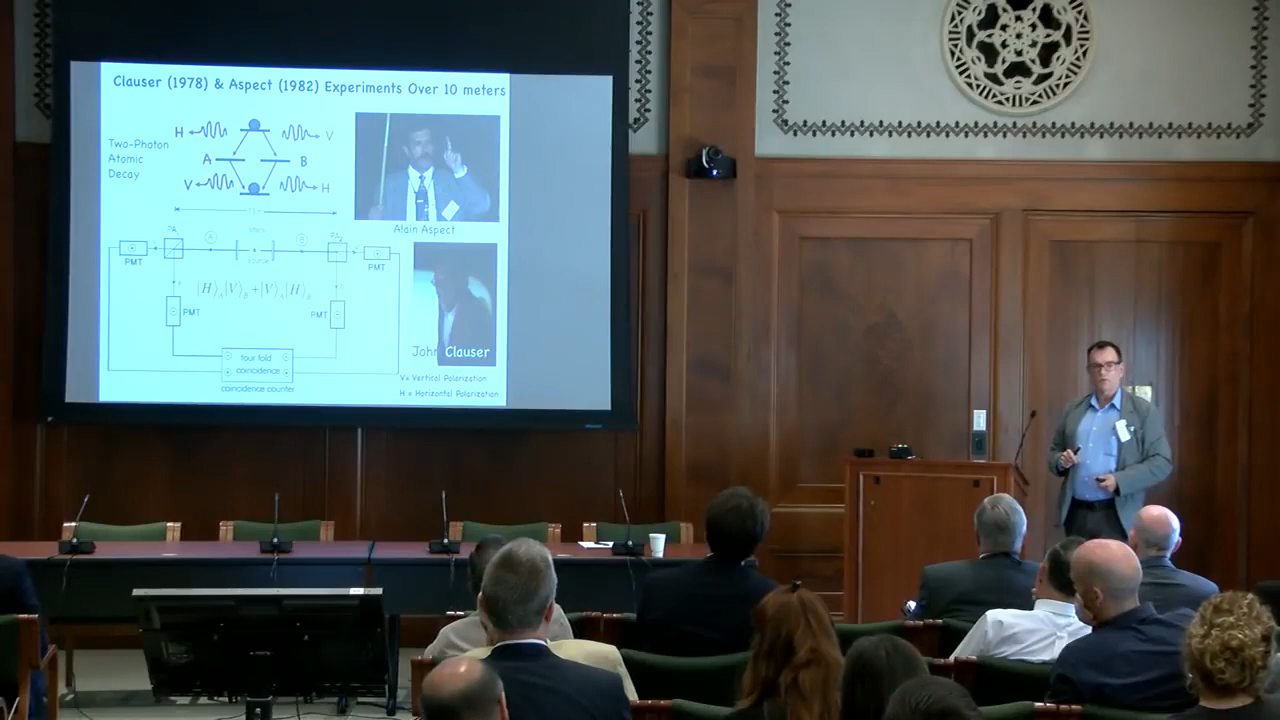 Clauser (1978) & Aspect (1982) Experiments Over 10 meters
Two-Photon
Atomic
Decay
H
V
A
B
V
H
Alain Aspect
PMT
PMT
|H⟩A|V⟩B+|V⟩A|H⟩B
PMT
PMT
John Clauser
four fold
coincidence
coincidence counter
V= Vertical Polarization
H = Horizontal Polarization